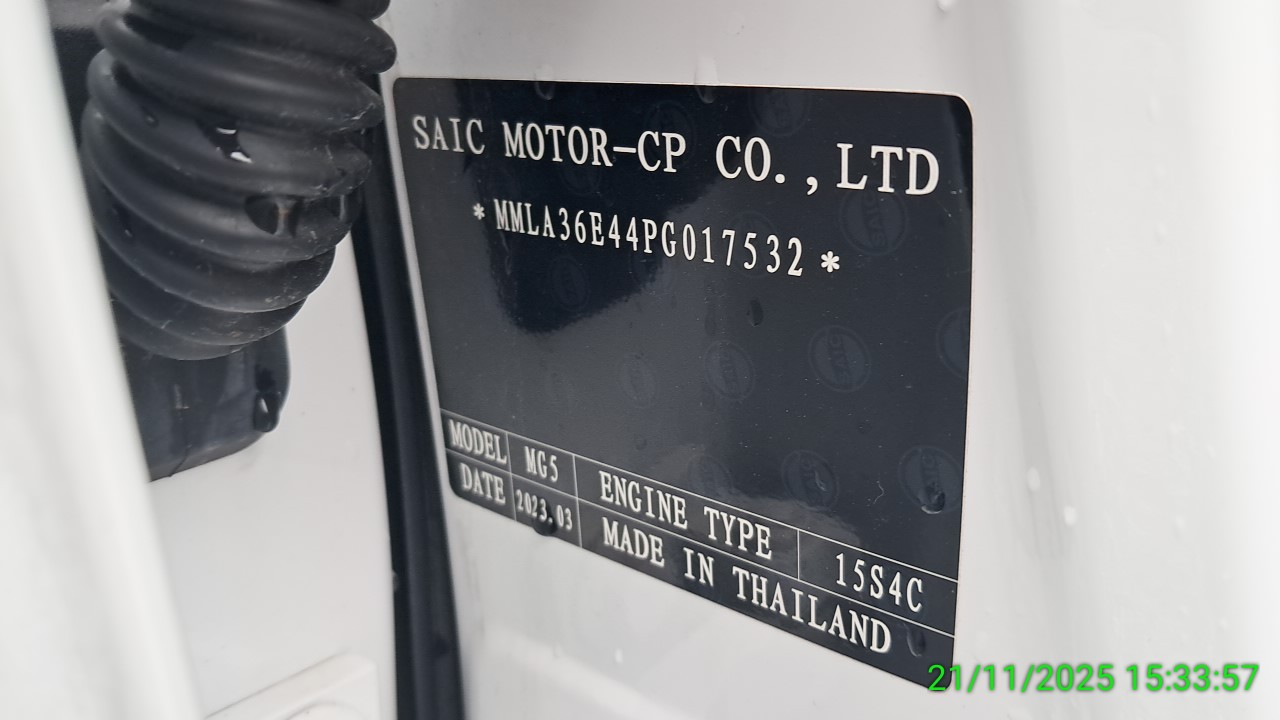 SAIC MOTOR-CP CO.,LTD
*MMLA36E44PG017532*
MODEL MG5 ENGINE TYPE 15S4C
DATE 2023.03 MADE IN THAILAND
21/11/2025 15:33:57